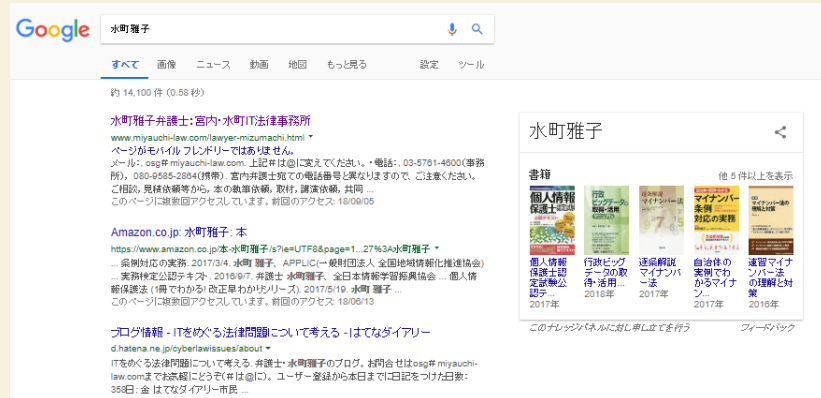 Google
水町雅子
すべて 画像 ニュース 動画 地図 もっと見る 設定 ツール
約 14,100 件 (0.58 秒)
水町雅子弁護士:宮内・水町IT法律事務所
www.miyauchi-law.com/lawyer-mizumachi.html
ページがモバイル フレンドリーではありません。
メール:, osg#miyauchi-law.com. 上記#は@に変えてください。・電話:, 03-5761-4600(事務
所), 080-9585-2864(携帯). 宮内弁護士宛ての電話番号と異なりますので、ご注意ください。
ご相談, 見積依頼等から, 本の執筆依頼, 取材, 講演依頼, 共同 ...
このページに複数回アクセスしています。前回のアクセス: 18/09/05
Amazon.co.jp: 水町雅子: 本
https://www.amazon.co.jp/本-水町雅子/s?ie=UTF8&page=1...27%3A水町雅子
... 条例対応の実務. 2017/3/4. 水町 雅子、 APPLIC(一般財団法人 全国地域情報化推進協会)
... 実務検定公認テキスト. 2016/9/7. 弁護士 水町雅子、 全日本情報学習振興協会 ... 個人情
報保護法 (1冊でわかる! 改正早わかりシリーズ). 2017/5/19. 水町 雅子 ...
このページに複数回アクセスしています。前回のアクセス: 18/06/13
ブログ情報 - ITをめぐる法律問題について考える - はてなダイアリー
d.hatena.ne.jp/cyberlawissues/about
ITをめぐる法律問題について考える. 弁護士・水町雅子のブログ。お問合せはosg#miyauchi-
law.comまでお気軽にどうぞ(#は@に)。 ユーザー登録から本日までに日記をつけた日数:
358日; 金 はてなダイアリー市民 ...
水町雅子
書籍 他 5 件以上を表示
個人情報 行政ビッグ 逐条解説 自治体の 速習マイナ
保護士認 データの取 マイナンバ 実例でわ ンバー法
定試験公 得・活用... ー法 かるマイナ の理解と対
認テ... 2018年 2017年 ン... 策
2017年 2017年 2016年
このナレッジパネルに対し申し立てを行う フィードバック